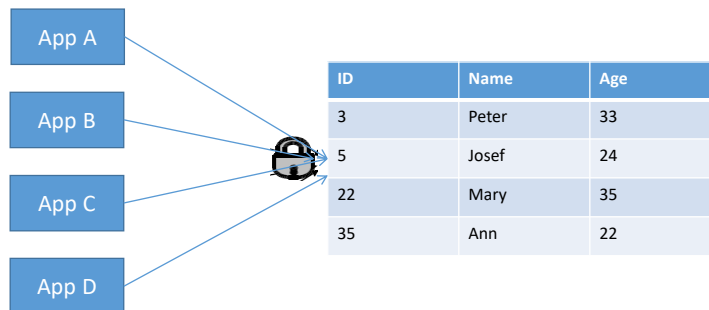 App A
App B
App C
App D
ID Name Age
3 Peter 33
5 Josef 24
22 Mary 35
35 Ann 22